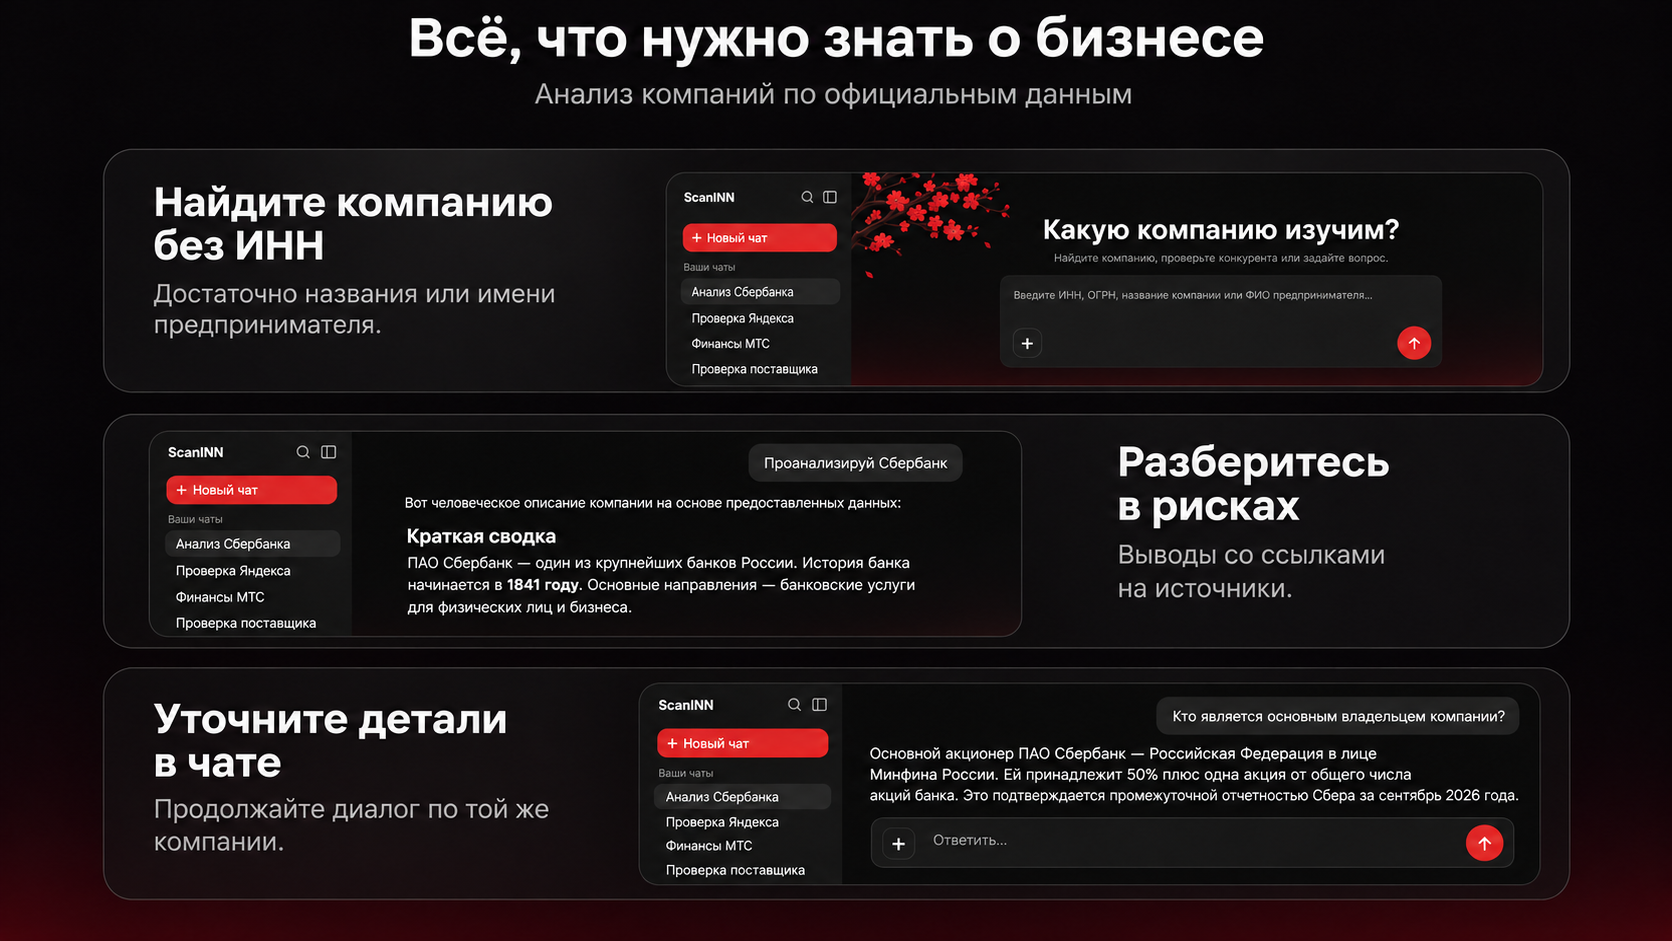 Всё, что нужно знать о бизнесе
Анализ компаний по официальным данным
Найдите компанию
без ИНН
Достаточно названия или имени
предпринимателя.
ScanINN
+ Новый чат
Ваши чаты
Анализ Сбербанка
Проверка Яндекса
Финансы МТС
Проверка поставщика
Какую компанию изучим?
Найдите компанию, проверьте конкурента или задайте вопрос.
Введите ИНН, ОГРН, название компании или ФИО предпринимателя...
ScanINN
+ Новый чат
Ваши чаты
Анализ Сбербанка
Проверка Яндекса
Финансы МТС
Проверка поставщика
Проанализируй Сбербанк
Вот человеческое описание компании на основе предоставленных данных:
Краткая сводка
ПАО Сбербанк — один из крупнейших банков России. История банка
начинается в 1841 году. Основные направления — банковские услуги
для физических лиц и бизнеса.
Разберитесь
в рисках
Выводы со ссылками
на источники.
Уточните детали
в чате
Продолжайте диалог по той же
компании.
ScanINN
+ Новый чат
Ваши чаты
Анализ Сбербанка
Проверка Яндекса
Финансы МТС
Проверка поставщика
Кто является основным владельцем компании?
Основной акционер ПАО Сбербанк — Российская Федерация в лице
Минфина России. Ей принадлежит 50% плюс одна акция от общего числа
акций банка. Это подтверждается промежуточной отчетностью Сбера за сентябрь 2026 года.
Ответить...